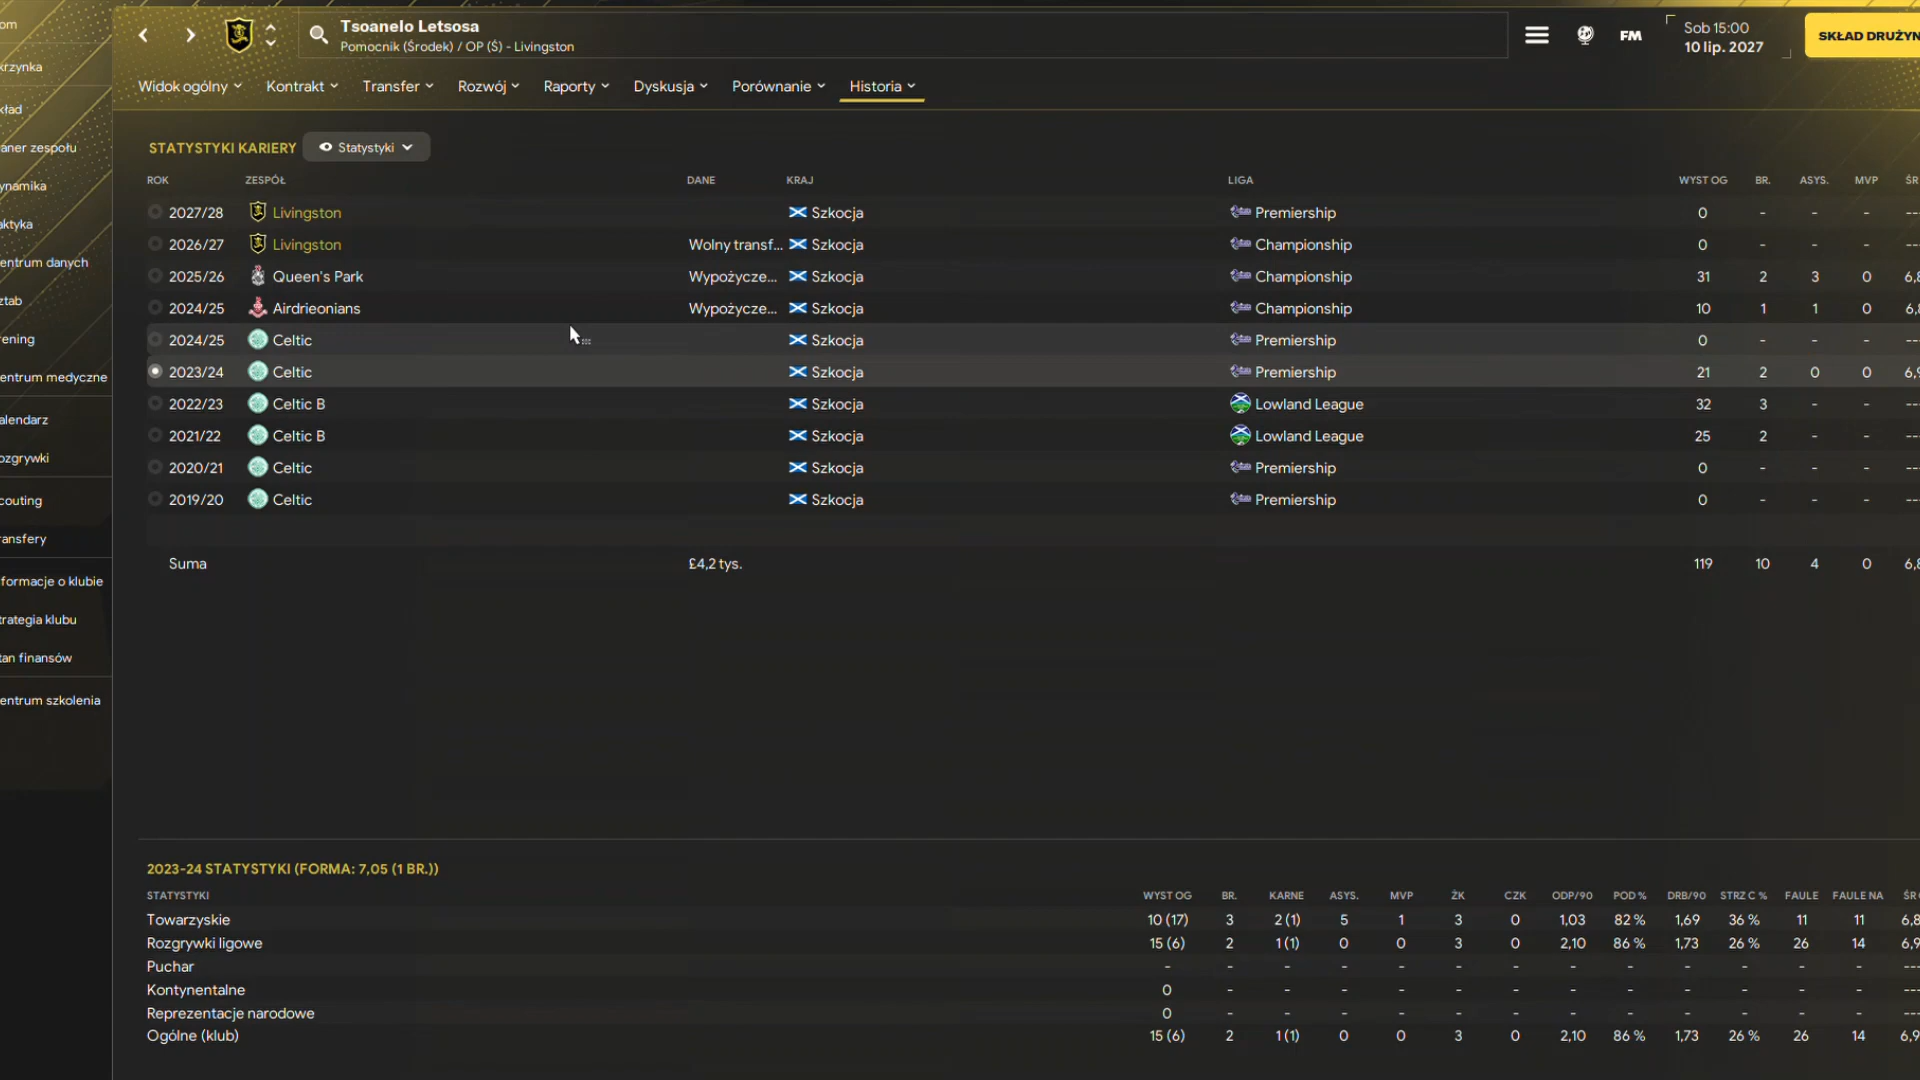 om
Tsoanelo Letsosa
Pomocnik (Środek) / OP (Ś) - Livingston
FM
Sob 15:00
10 lip. 2027
SKŁAD DRUŻYN
krzynka
kład
aner zespołu
ynamika
aktyka
entrum danych
ztab
rening
entrum medyczne
alendarz
ozgrywki
couting
ransfery
formacje o klubie
trategia klubu
tan finansów
entrum szkolenia
Widok ogólny Kontrakt Transfer Rozwój Raporty Dyskusja Porównanie Historia
STATYSTYKI KARIERY Statystyki
ROK ZESPÓŁ DANE KRAJ LIGA WYST OG BR. ASYS. MVP ŚR
2027/28 Livingston Szkocja Premiership 0 - - - ---
2026/27 Livingston Wolny transf... Szkocja Championship 0 - - - ---
2025/26 Queen's Park Wypożycze... Szkocja Championship 31 2 3 0 6,8
2024/25 Airdrieonians Wypożycze... Szkocja Championship 10 1 1 0 6,8
2024/25 Celtic Szkocja Premiership 0 - - - ---
2023/24 Celtic Szkocja Premiership 21 2 0 0 6,9
2022/23 Celtic B Szkocja Lowland League 32 3 - - ---
2021/22 Celtic B Szkocja Lowland League 25 2 - - ---
2020/21 Celtic Szkocja Premiership 0 - - - ---
2019/20 Celtic Szkocja Premiership 0 - - - ---
Suma £4,2 tys. 119 10 4 0 6,8
2023-24 STATYSTYKI (FORMA: 7,05 (1 BR.))
STATYSTYKI WYST OG BR. KARNE ASYS. MVP ŻK CZK ODP/90 POD % DRB/90 STRZ C % FAULE FAULE NA ŚR
Towarzyskie 10 (17) 3 2 (1) 5 1 3 0 1,03 82 % 1,69 36 % 11 11 6,8
Rozgrywki ligowe 15 (6) 2 1 (1) 0 0 3 0 2,10 86 % 1,73 26 % 26 14 6,9
Puchar - - - - - - - - - - - - - ---
Kontynentalne 0 - - - - - - - - - - - - ---
Reprezentacje narodowe 0 - - - - - - - - - - - - ---
Ogólne (klub) 15 (6) 2 1 (1) 0 0 3 0 2,10 86 % 1,73 26 % 26 14 6,9